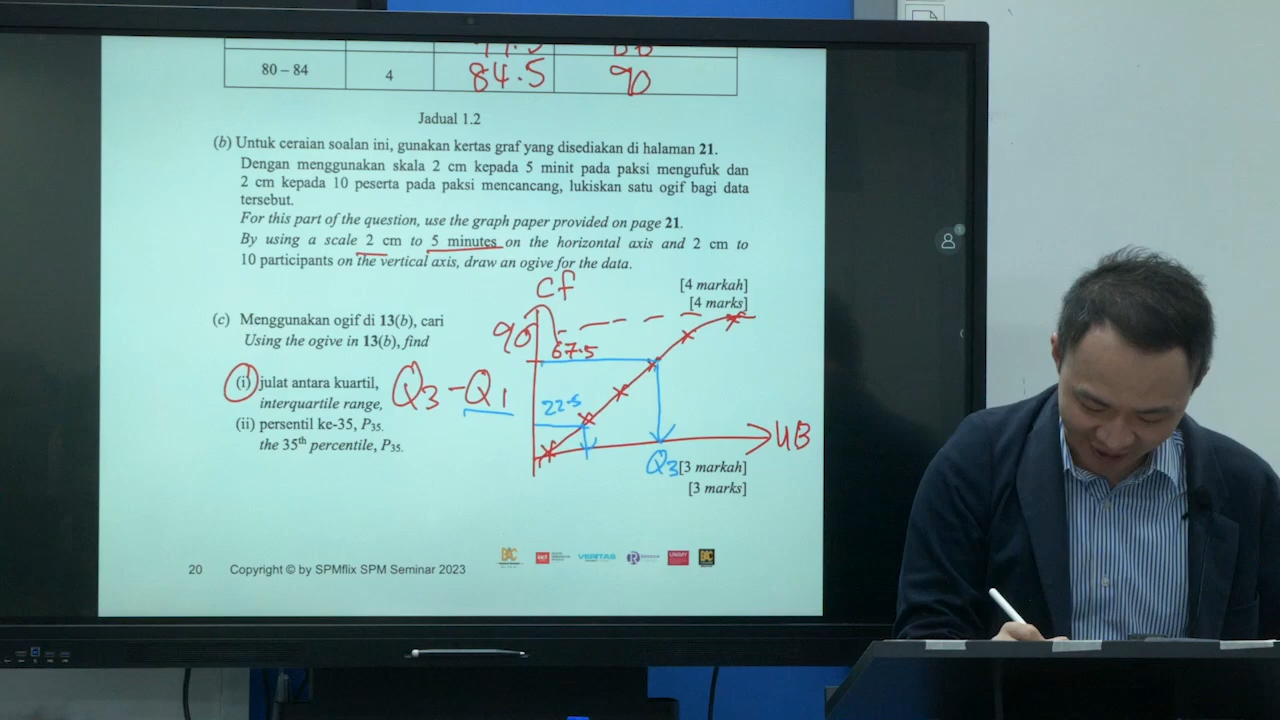 80 – 84 4 84.5 90
Jadual 1.2
(b) Untuk ceraian soalan ini, gunakan kertas graf yang disediakan di halaman 21.
Dengan menggunakan skala 2 cm kepada 5 minit pada paksi mengufuk dan
2 cm kepada 10 peserta pada paksi mencancang, lukiskan satu ogif bagi data
tersebut.
For this part of the question, use the graph paper provided on page 21.
By using a scale 2 cm to 5 minutes on the horizontal axis and 2 cm to
10 participants on the vertical axis, draw an ogive for the data.
[4 markah]
[4 marks]
cf
90
67.5
22.5
UB
Q3
(c) Menggunakan ogif di 13(b), cari
Using the ogive in 13(b), find
(i) julat antara kuartil,
interquartile range,
Q3 – Q1
(ii) persentil ke-35, P35.
the 35th percentile, P35.
[3 markah]
[3 marks]
20 Copyright © by SPMflix SPM Seminar 2023
BAC
VERITAS
BAC